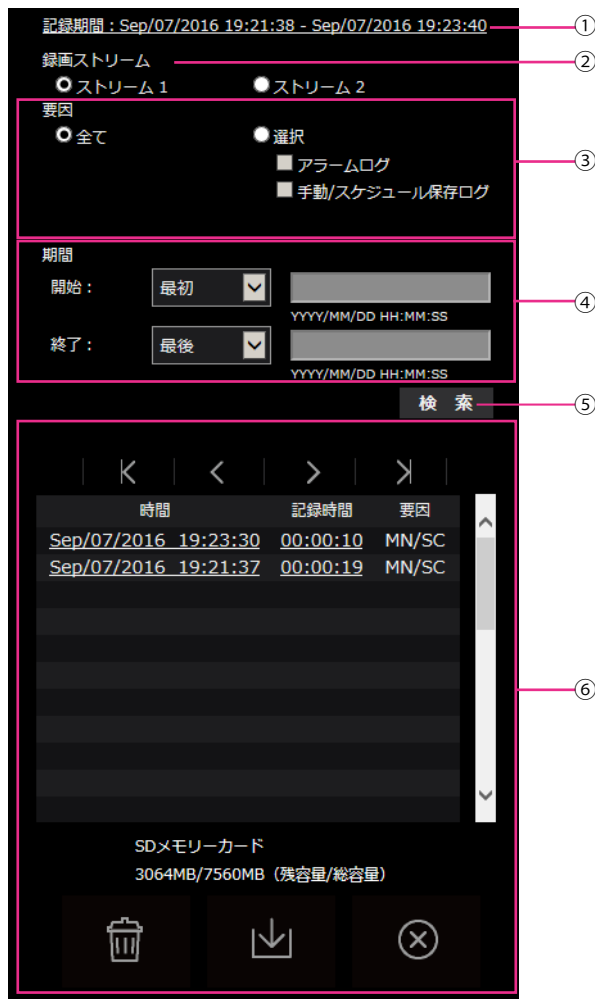 記録期間：Sep/07/2016 19:21:38 - Sep/07/2016 19:23:40 ①
録画ストリーム ②
ストリーム 1 ストリーム 2
要因
全て 選択
アラームログ ③
手動/スケジュール保存ログ
期間
開始： 最初
YYYY/MM/DD HH:MM:SS ④
終了： 最後
YYYY/MM/DD HH:MM:SS
検 索 ⑤
時間 記録時間 要因
Sep/07/2016 19:23:30 00:00:10 MN/SC
Sep/07/2016 19:21:37 00:00:19 MN/SC
⑥
SDメモリーカード
3064MB/7560MB（残容量/総容量）